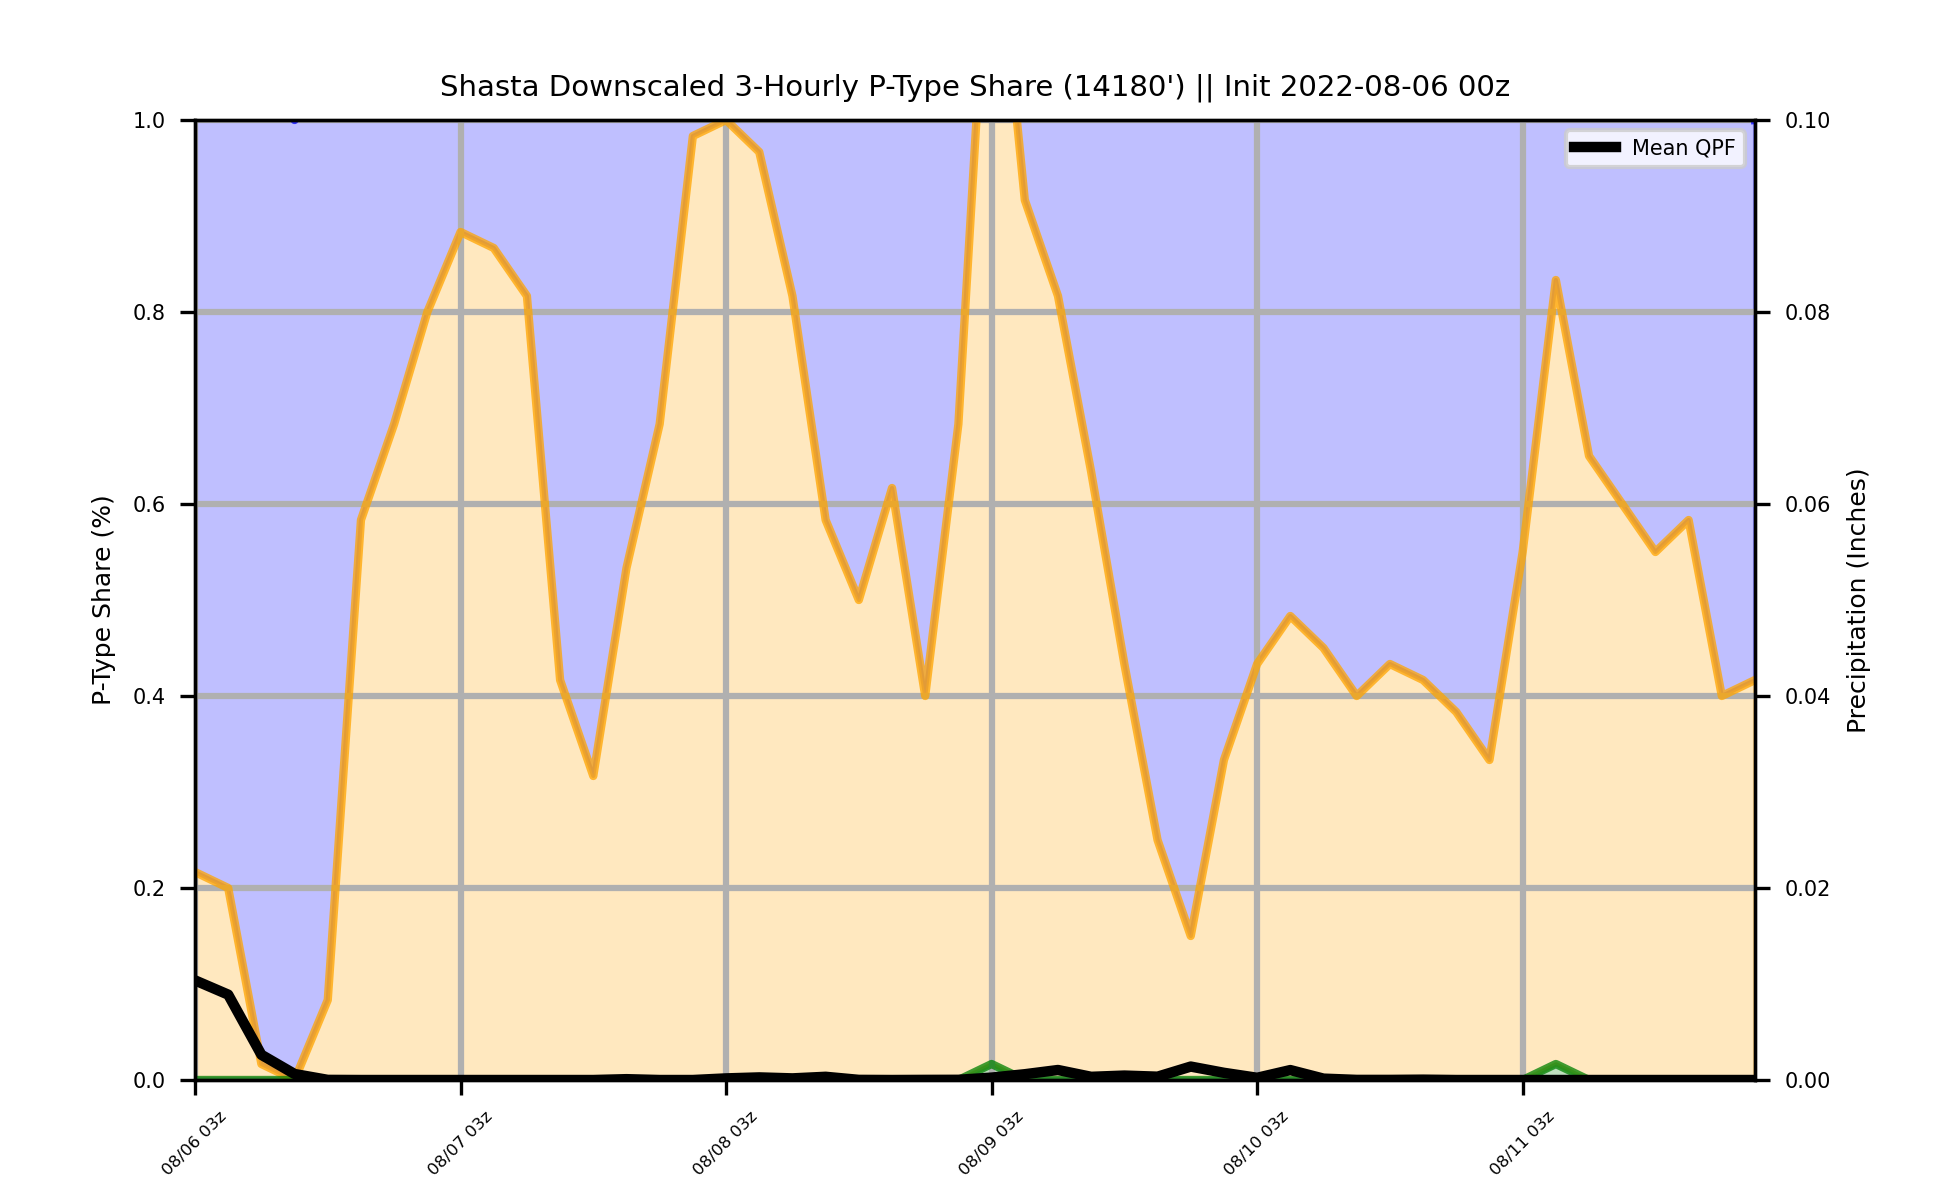 Shasta Downscaled 3-Hourly P-Type Share (14180') || Init 2022-08-06 00z
Mean QPF
P-Type Share (%)
1.0
0.8
0.6
0.4
0.2
0.0
0.10
0.08
0.06
0.04
0.02
0.00
Precipitation (Inches)
08/06 03z
08/07 03z
08/08 03z
08/09 03z
08/10 03z
08/11 03z